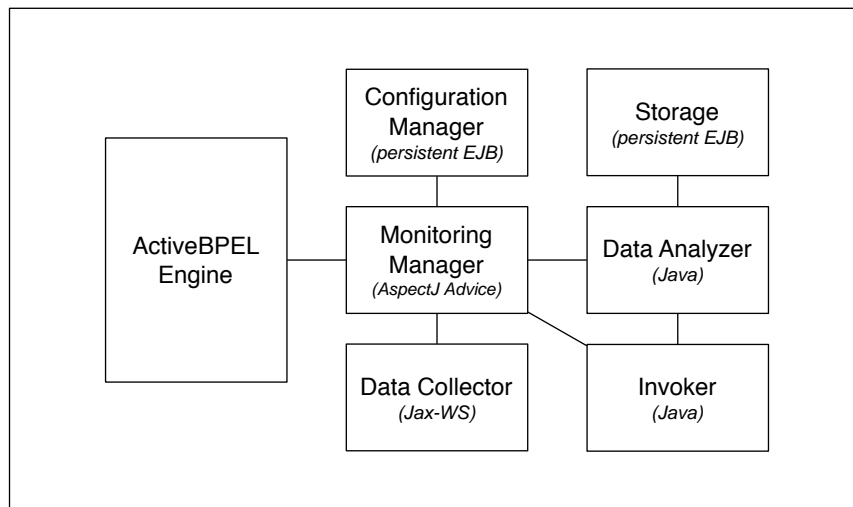 Configuration
Manager
(persistent EJB)
Storage
(persistent EJB)
ActiveBPEL
Engine
Monitoring
Manager
(AspectJ Advice)
Data Analyzer
(Java)
Data Collector
(Jax-WS)
Invoker
(Java)